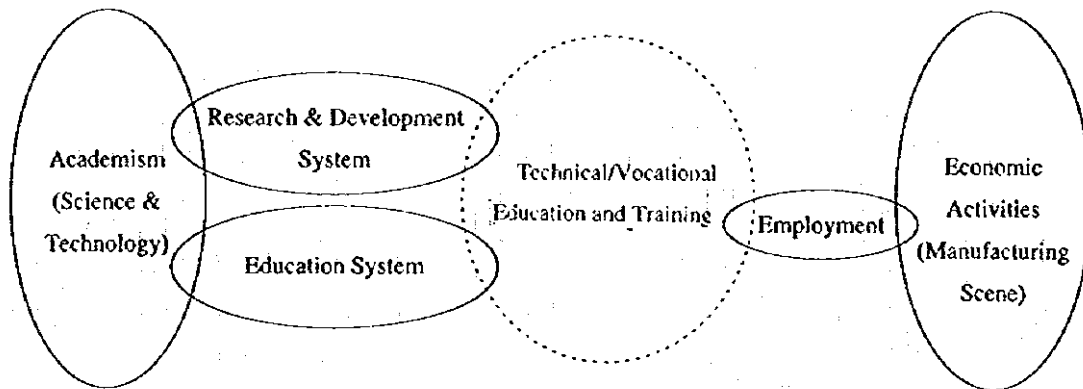 Academism
(Science &
Technology)
Research & Development
System
Education System
Technical/Vocational
Education and Training
Employment
Economic
Activities
(Manufacturing
Scene)